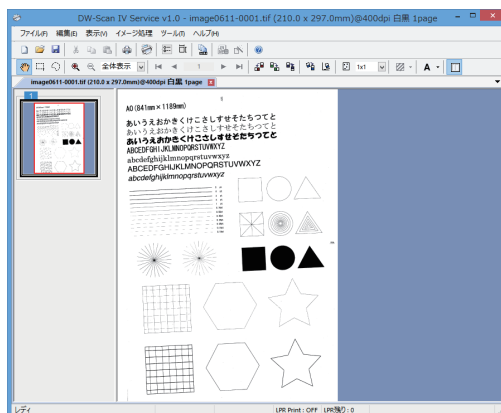 DW-Scan IV Service v1.0 - image0611-0001.tif (210.0 x 297.0mm)@400dpi 白黒 1page
ファイル(F) 編集(E) 表示(V) イメージ処理 ツール(T) ヘルプ(H)
全体表示 1 1x1 A
image0611-0001.tif (210.0 x 297.0mm)@400dpi 白黒 1page
1
1
A0(841mm×1189mm)
あいうえおかきくけこさしすせそたちつてと
あいうえおかきくけこさしすせそたちつてと
あいうえおかきくけこさしすせそたちつてと
ABCEDFGHIJKLMNOPQRSTUVWXYZ
abcdefghijklmnopqrstuvwxyz
ABCEDFGHIJKLMNOPQRSTUVWXYZ
abcdefghijklmnopqrstuvwxyz
レディ
LPR Print : OFF LPR残り : 0